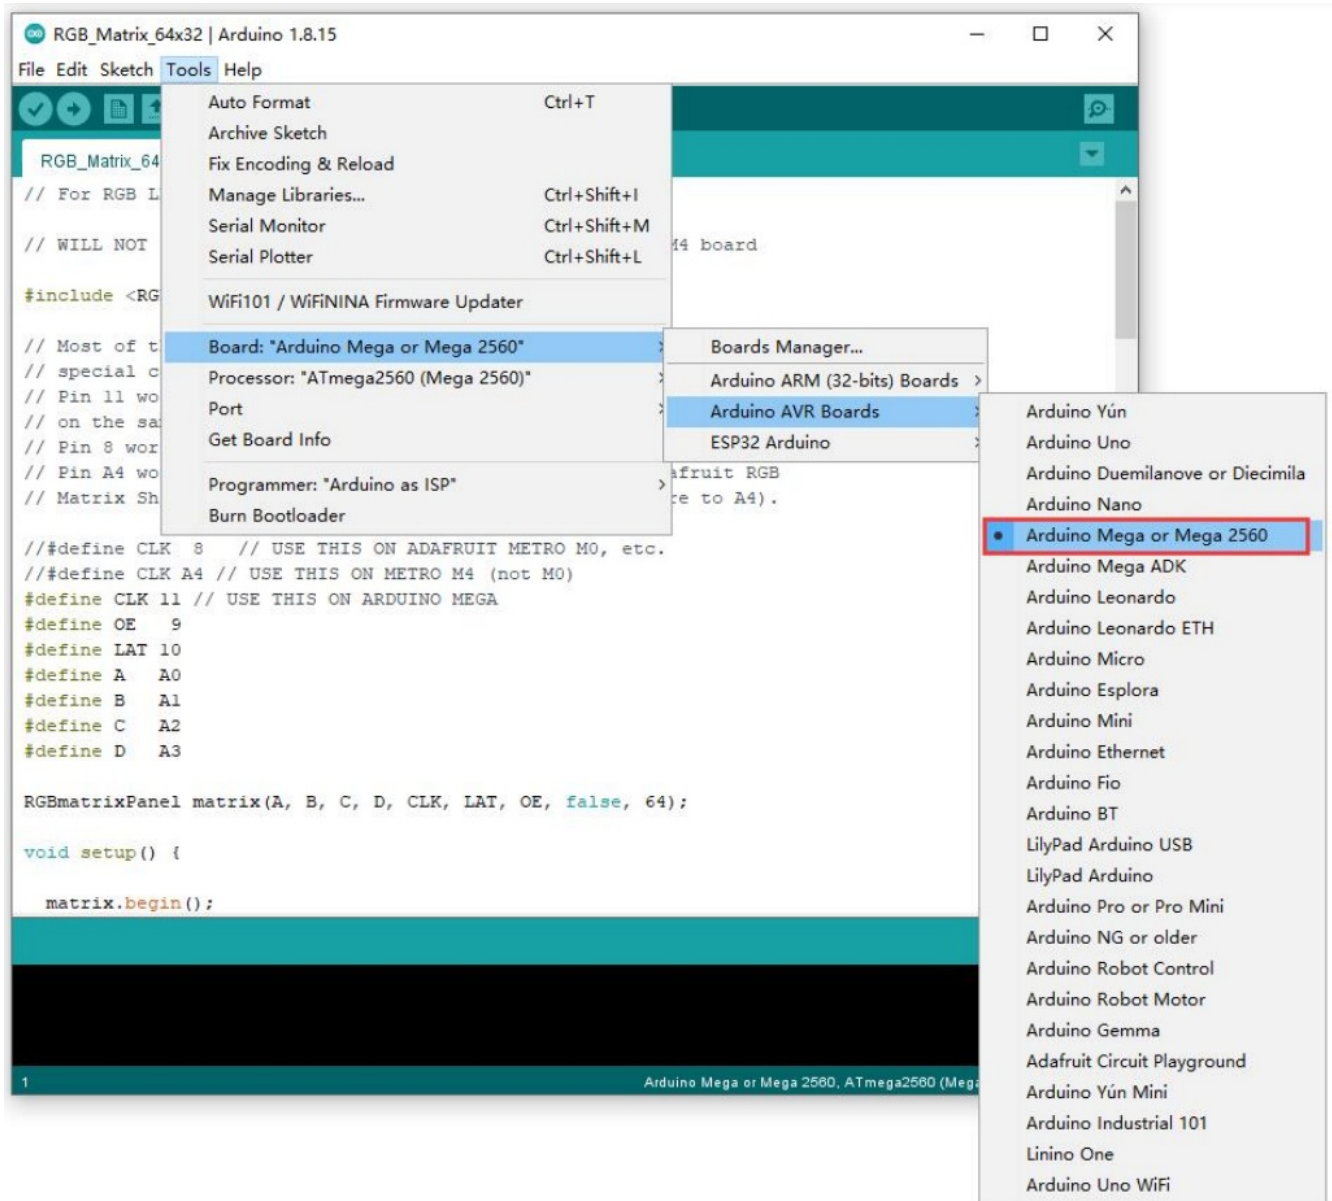 RGB_Matrix_64x32 | Arduino 1.8.15
File Edit Sketch Tools Help
Auto Format Ctrl+T
Archive Sketch
RGB_Matrix_64
Fix Encoding & Reload
// For RGB L
Manage Libraries... Ctrl+Shift+I
Serial Monitor Ctrl+Shift+M
// WILL NOT
M4 board
Serial Plotter Ctrl+Shift+L
#include <RG
WiFi101 / WiFiNINA Firmware Updater
// Most of t
Board: "Arduino Mega or Mega 2560"
Boards Manager...
// special c
Processor: "ATmega2560 (Mega 2560)"
Arduino ARM (32-bits) Boards
// Pin 11 wo
Port
Arduino AVR Boards
// on the sa
Get Board Info
ESP32 Arduino
// Pin 8 wor
// Pin A4 wo
afruit RGB
Programmer: "Arduino as ISP"
// Matrix Sh
re to A4).
Burn Bootloader
//#define CLK 8 // USE THIS ON ADAFRUIT METRO M0, etc.
//#define CLK A4 // USE THIS ON METRO M4 (not M0)
#define CLK 11 // USE THIS ON ARDUINO MEGA
#define OE 9
#define LAT 10
#define A A0
#define B A1
#define C A2
#define D A3
RGBmatrixPanel matrix(A, B, C, D, CLK, LAT, OE, false, 64);
void setup() {
matrix.begin();
1
Arduino Mega or Mega 2560, ATmega2560 (Mega
Arduino Yún
Arduino Uno
Arduino Duemilanove or Diecimila
Arduino Nano
Arduino Mega or Mega 2560
Arduino Mega ADK
Arduino Leonardo
Arduino Leonardo ETH
Arduino Micro
Arduino Esplora
Arduino Mini
Arduino Ethernet
Arduino Fio
Arduino BT
LilyPad Arduino USB
LilyPad Arduino
Arduino Pro or Pro Mini
Arduino NG or older
Arduino Robot Control
Arduino Robot Motor
Arduino Gemma
Adafruit Circuit Playground
Arduino Yún Mini
Arduino Industrial 101
Linino One
Arduino Uno WiFi